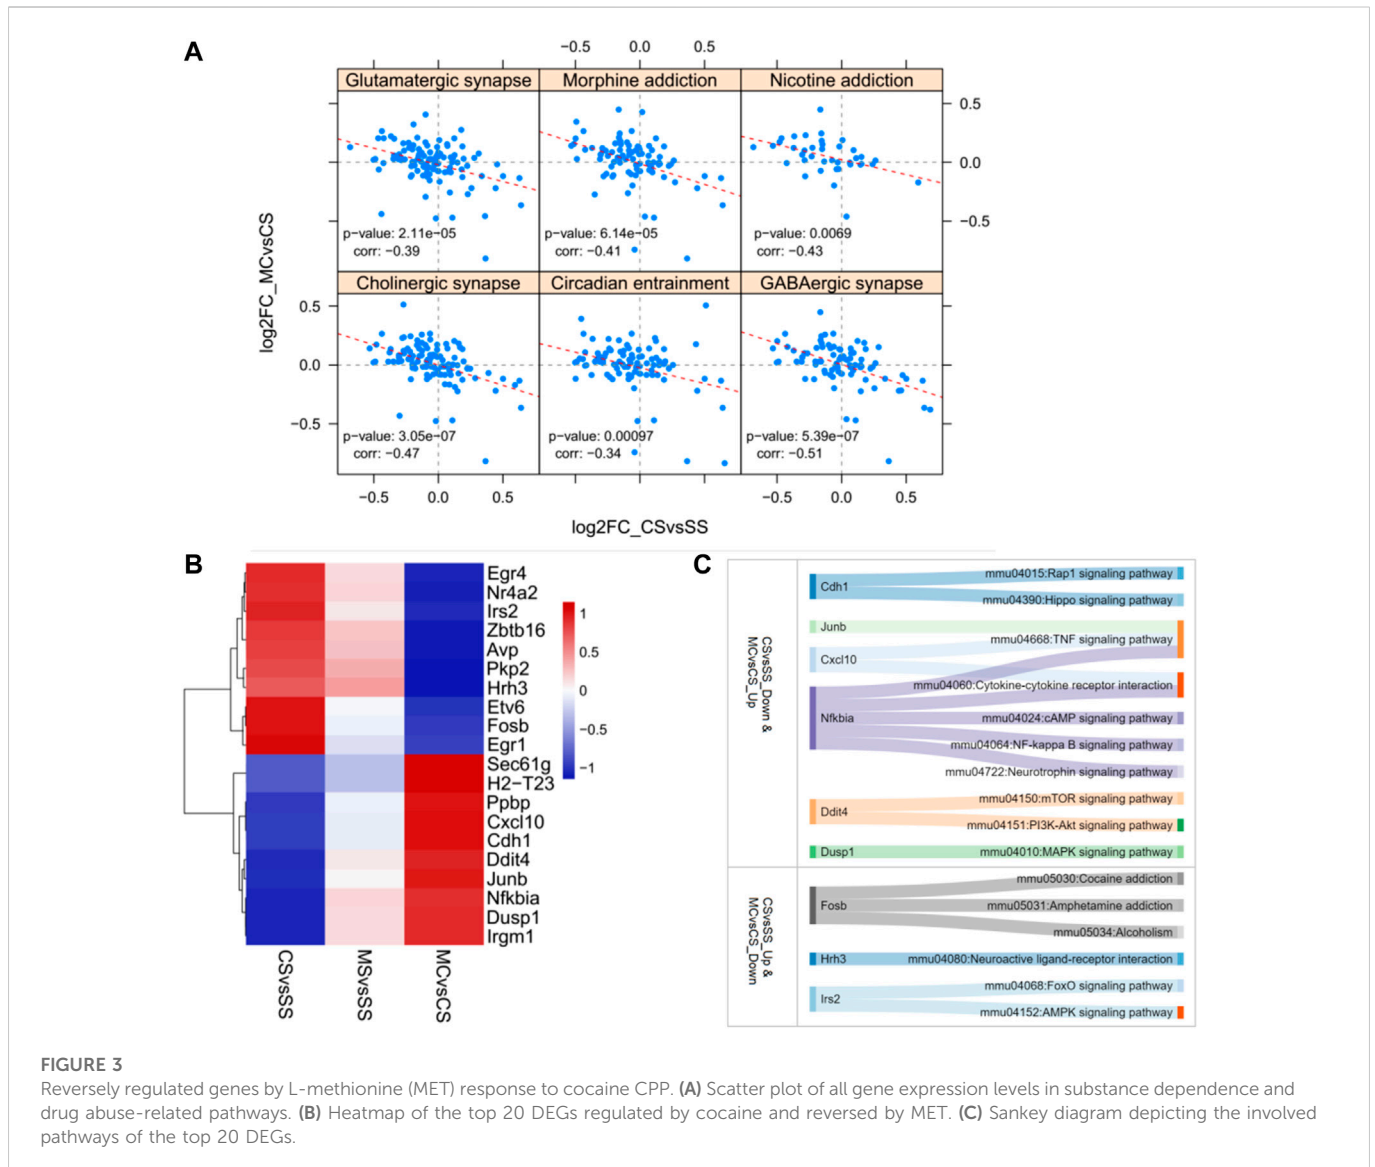 A
−0.5 0.0 0.5
Glutamatergic synapse Morphine addiction Nicotine addiction
0.5
0.0
−0.5
p−value: 2.11e−05 p−value: 6.14e−05 p−value: 0.0069
corr: −0.39 corr: −0.41 corr: −0.43
log2FC_MCvsCS
Cholinergic synapse Circadian entrainment GABAergic synapse
0.5
0.0
−0.5
p−value: 3.05e−07 p−value: 0.00097 p−value: 5.39e−07
corr: −0.47 corr: −0.34 corr: −0.51
−0.5 0.0 0.5 −0.5 0.0 0.5 −0.5 0.0 0.5
log2FC_CSvsSS
B
Egr4
Nr4a2
Irs2
Zbtb16
Avp
Pkp2
Hrh3
Etv6
Fosb
Egr1
Sec61g
H2−T23
Ppbp
Cxcl10
Cdh1
Ddit4
Junb
Nfkbia
Dusp1
Irgm1
1
0.5
0
−0.5
−1
CSvsSS
MSvsSS
MCvsCS
C
CSvsSS_Down &
MCvsCS_Up
Cdh1
Junb
Cxcl10
Nfkbia
Ddit4
Dusp1
mmu04015:Rap1 signaling pathway
mmu04390:Hippo signaling pathway
mmu04668:TNF signaling pathway
mmu04060:Cytokine-cytokine receptor interaction
mmu04024:cAMP signaling pathway
mmu04064:NF-kappa B signaling pathway
mmu04722:Neurotrophin signaling pathway
mmu04150:mTOR signaling pathway
mmu04151:PI3K-Akt signaling pathway
mmu04010:MAPK signaling pathway
CSvsSS_Up &
MCvsCS_Down
Fosb
Hrh3
Irs2
mmu05030:Cocaine addiction
mmu05031:Amphetamine addiction
mmu05034:Alcoholism
mmu04080:Neuroactive ligand-receptor interaction
mmu04068:FoxO signaling pathway
mmu04152:AMPK signaling pathway
FIGURE 3
Reversely regulated genes by L-methionine (MET) response to cocaine CPP. (A) Scatter plot of all gene expression levels in substance dependence and
drug abuse-related pathways. (B) Heatmap of the top 20 DEGs regulated by cocaine and reversed by MET. (C) Sankey diagram depicting the involved
pathways of the top 20 DEGs.